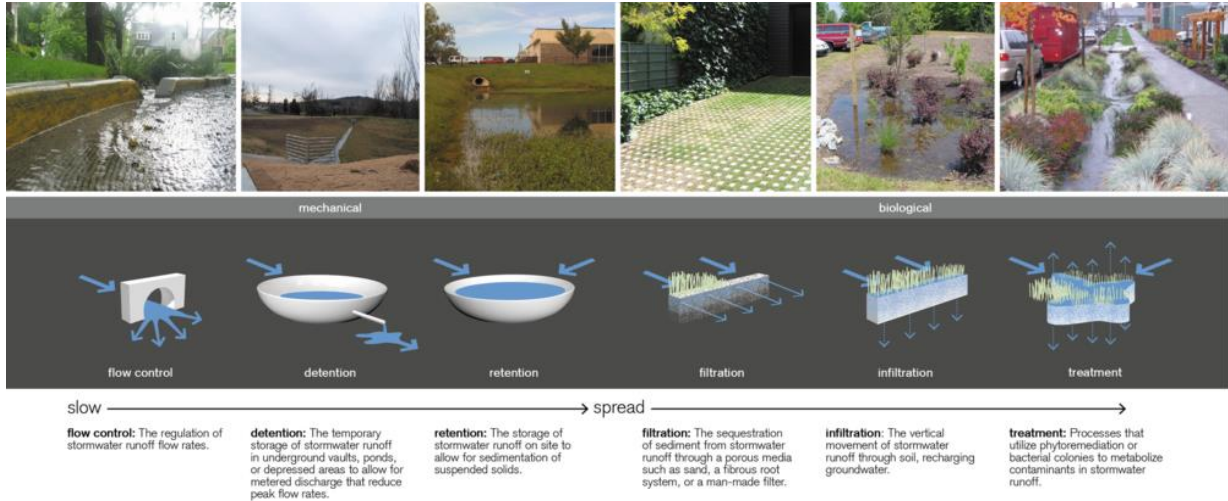 mechanical
biological
flow control
detention
retention
filtration
infiltration
treatment
slow
spread
flow control: The regulation of
stormwater runoff flow rates.
detention: The temporary
storage of stormwater runoff
in underground vaults, ponds,
or depressed areas to allow for
metered discharge that reduce
peak flow rates.
retention: The storage of
stormwater runoff on site to
allow for sedimentation of
suspended solids.
filtration: The sequestration
of sediment from stormwater
runoff through a porous media
such as sand, a fibrous root
system, or a man-made filter.
infiltration: The vertical
movement of stormwater
runoff through soil, recharging
groundwater.
treatment: Processes that
utilize phytoremediation or
bacterial colonies to metabolize
contaminants in stormwater
runoff.